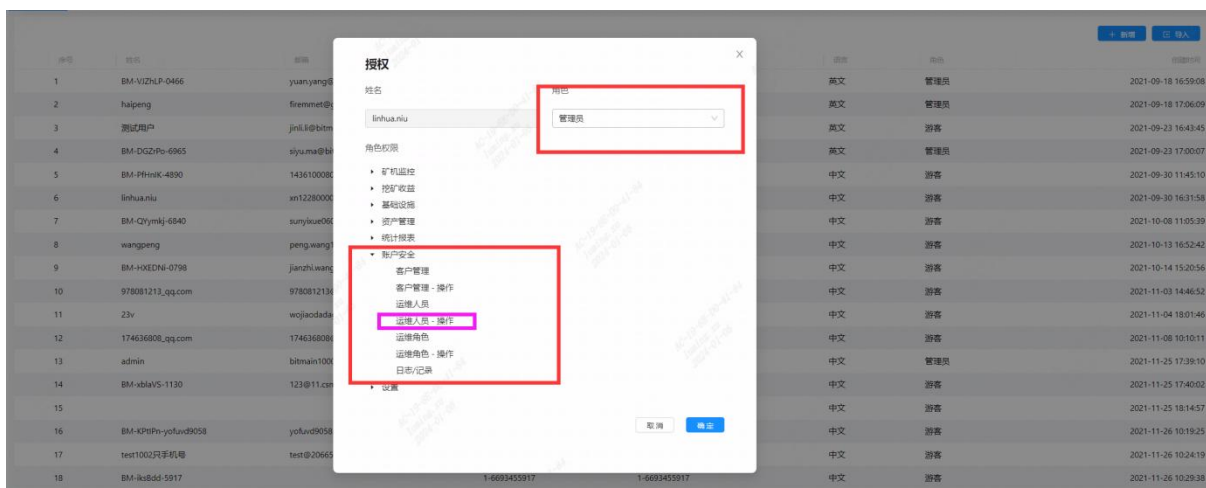 + 新增 导入
序号 姓名 邮箱 语言 角色 创建时间
1 BM-VJZhLP-0466 yuan.yang@ 英文 管理员 2021-09-18 16:59:08
2 haipeng firemmet@ 英文 管理员 2021-09-18 17:06:09
3 测试用户 jinli.li@bitm 英文 游客 2021-09-23 16:43:45
4 BM-DGZrPo-6965 siyu.ma@bi 英文 管理员 2021-09-23 17:00:07
5 BM-PfHnIK-4890 143610080 中文 游客 2021-09-30 11:45:10
6 linhua.niu xn12280000 中文 游客 2021-09-30 16:31:58
7 BM-QYymkj-6840 sunyixue060 中文 游客 2021-10-08 11:05:39
8 wangpeng peng.wang1 中文 游客 2021-10-13 16:52:42
9 BM-HXEDNi-0798 jianzhi.wang 中文 游客 2021-10-14 15:20:56
10 978081213_qq.com 978081213 中文 游客 2021-11-03 14:46:52
11 23v wojiaodada 中文 游客 2021-11-04 18:01:46
12 174636808_qq.com 174636808 中文 游客 2021-11-08 10:10:11
13 admin bitmain100 中文 管理员 2021-11-25 17:39:10
14 BM-xblaVS-1130 123@11.csn 中文 游客 2021-11-25 17:40:02
15 中文 游客 2021-11-25 18:14:57
16 BM-KPtIPn-yofuvd9058 yofuvd9058 中文 游客 2021-11-26 10:19:25
17 test1002只手机号 test@20665 中文 游客 2021-11-26 10:24:19
18 BM-iksBdd-5917 1-6693455917 1-6693455917 中文 游客 2021-11-26 10:29:38
授权
姓名 角色
linhua.niu 管理员
角色权限
矿机监控
挖矿收益
基础设施
资产管理
统计报表
账户安全
客户管理
客户管理 - 操作
运维人员
运维人员 - 操作
运维角色
运维角色 - 操作
日志/记录
设置
取消 确定